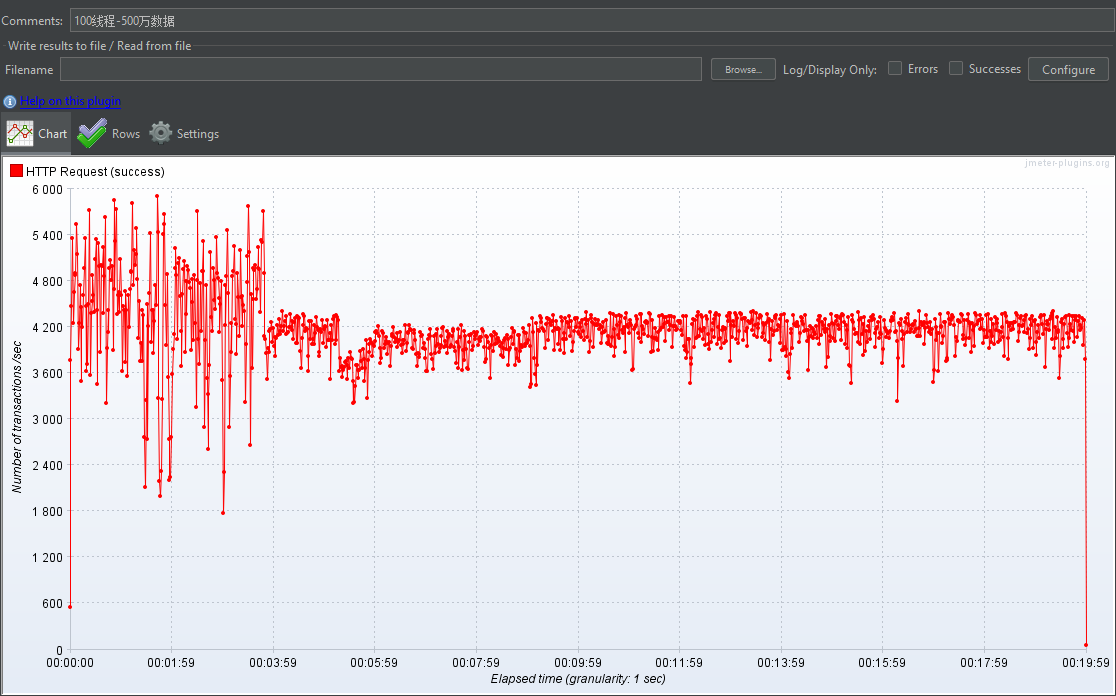 Comments: 100线程-500万数据
Write results to file / Read from file
Filename Browse... Log/Display Only: Errors Successes Configure
Help on this plugin
Chart Rows Settings
jmeter-plugins.org
HTTP Request (success)
6 000
5 400
4 800
4 200
3 600
3 000
2 400
1 800
1 200
600
0
Number of transactions /sec
00:00:00 00:01:59 00:03:59 00:05:59 00:07:59 00:09:59 00:11:59 00:13:59 00:15:59 00:17:59 00:19:59
Elapsed time (granularity: 1 sec)